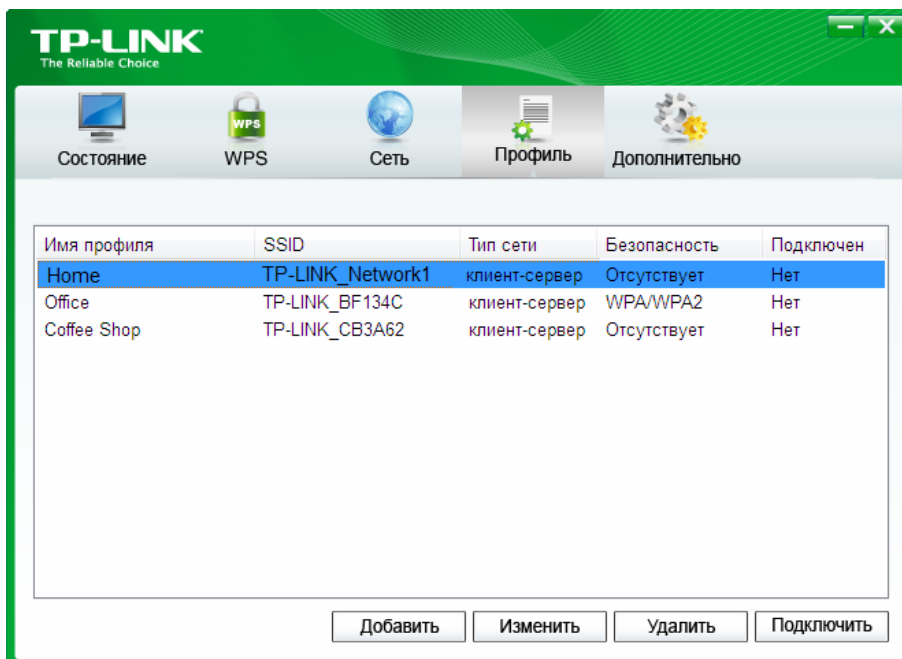 TP-LINK
The Reliable Choice
WPS
Состояние WPS Сеть Профиль Дополнительно
Имя профиля SSID Тип сети Безопасность Подключен
Home TP-LINK_Network1 клиент-сервер Отсутствует Нет
Office TP-LINK_BF134C клиент-сервер WPA/WPA2 Нет
Coffee Shop TP-LINK_CB3A62 клиент-сервер Отсутствует Нет
Добавить Изменить Удалить Подключить